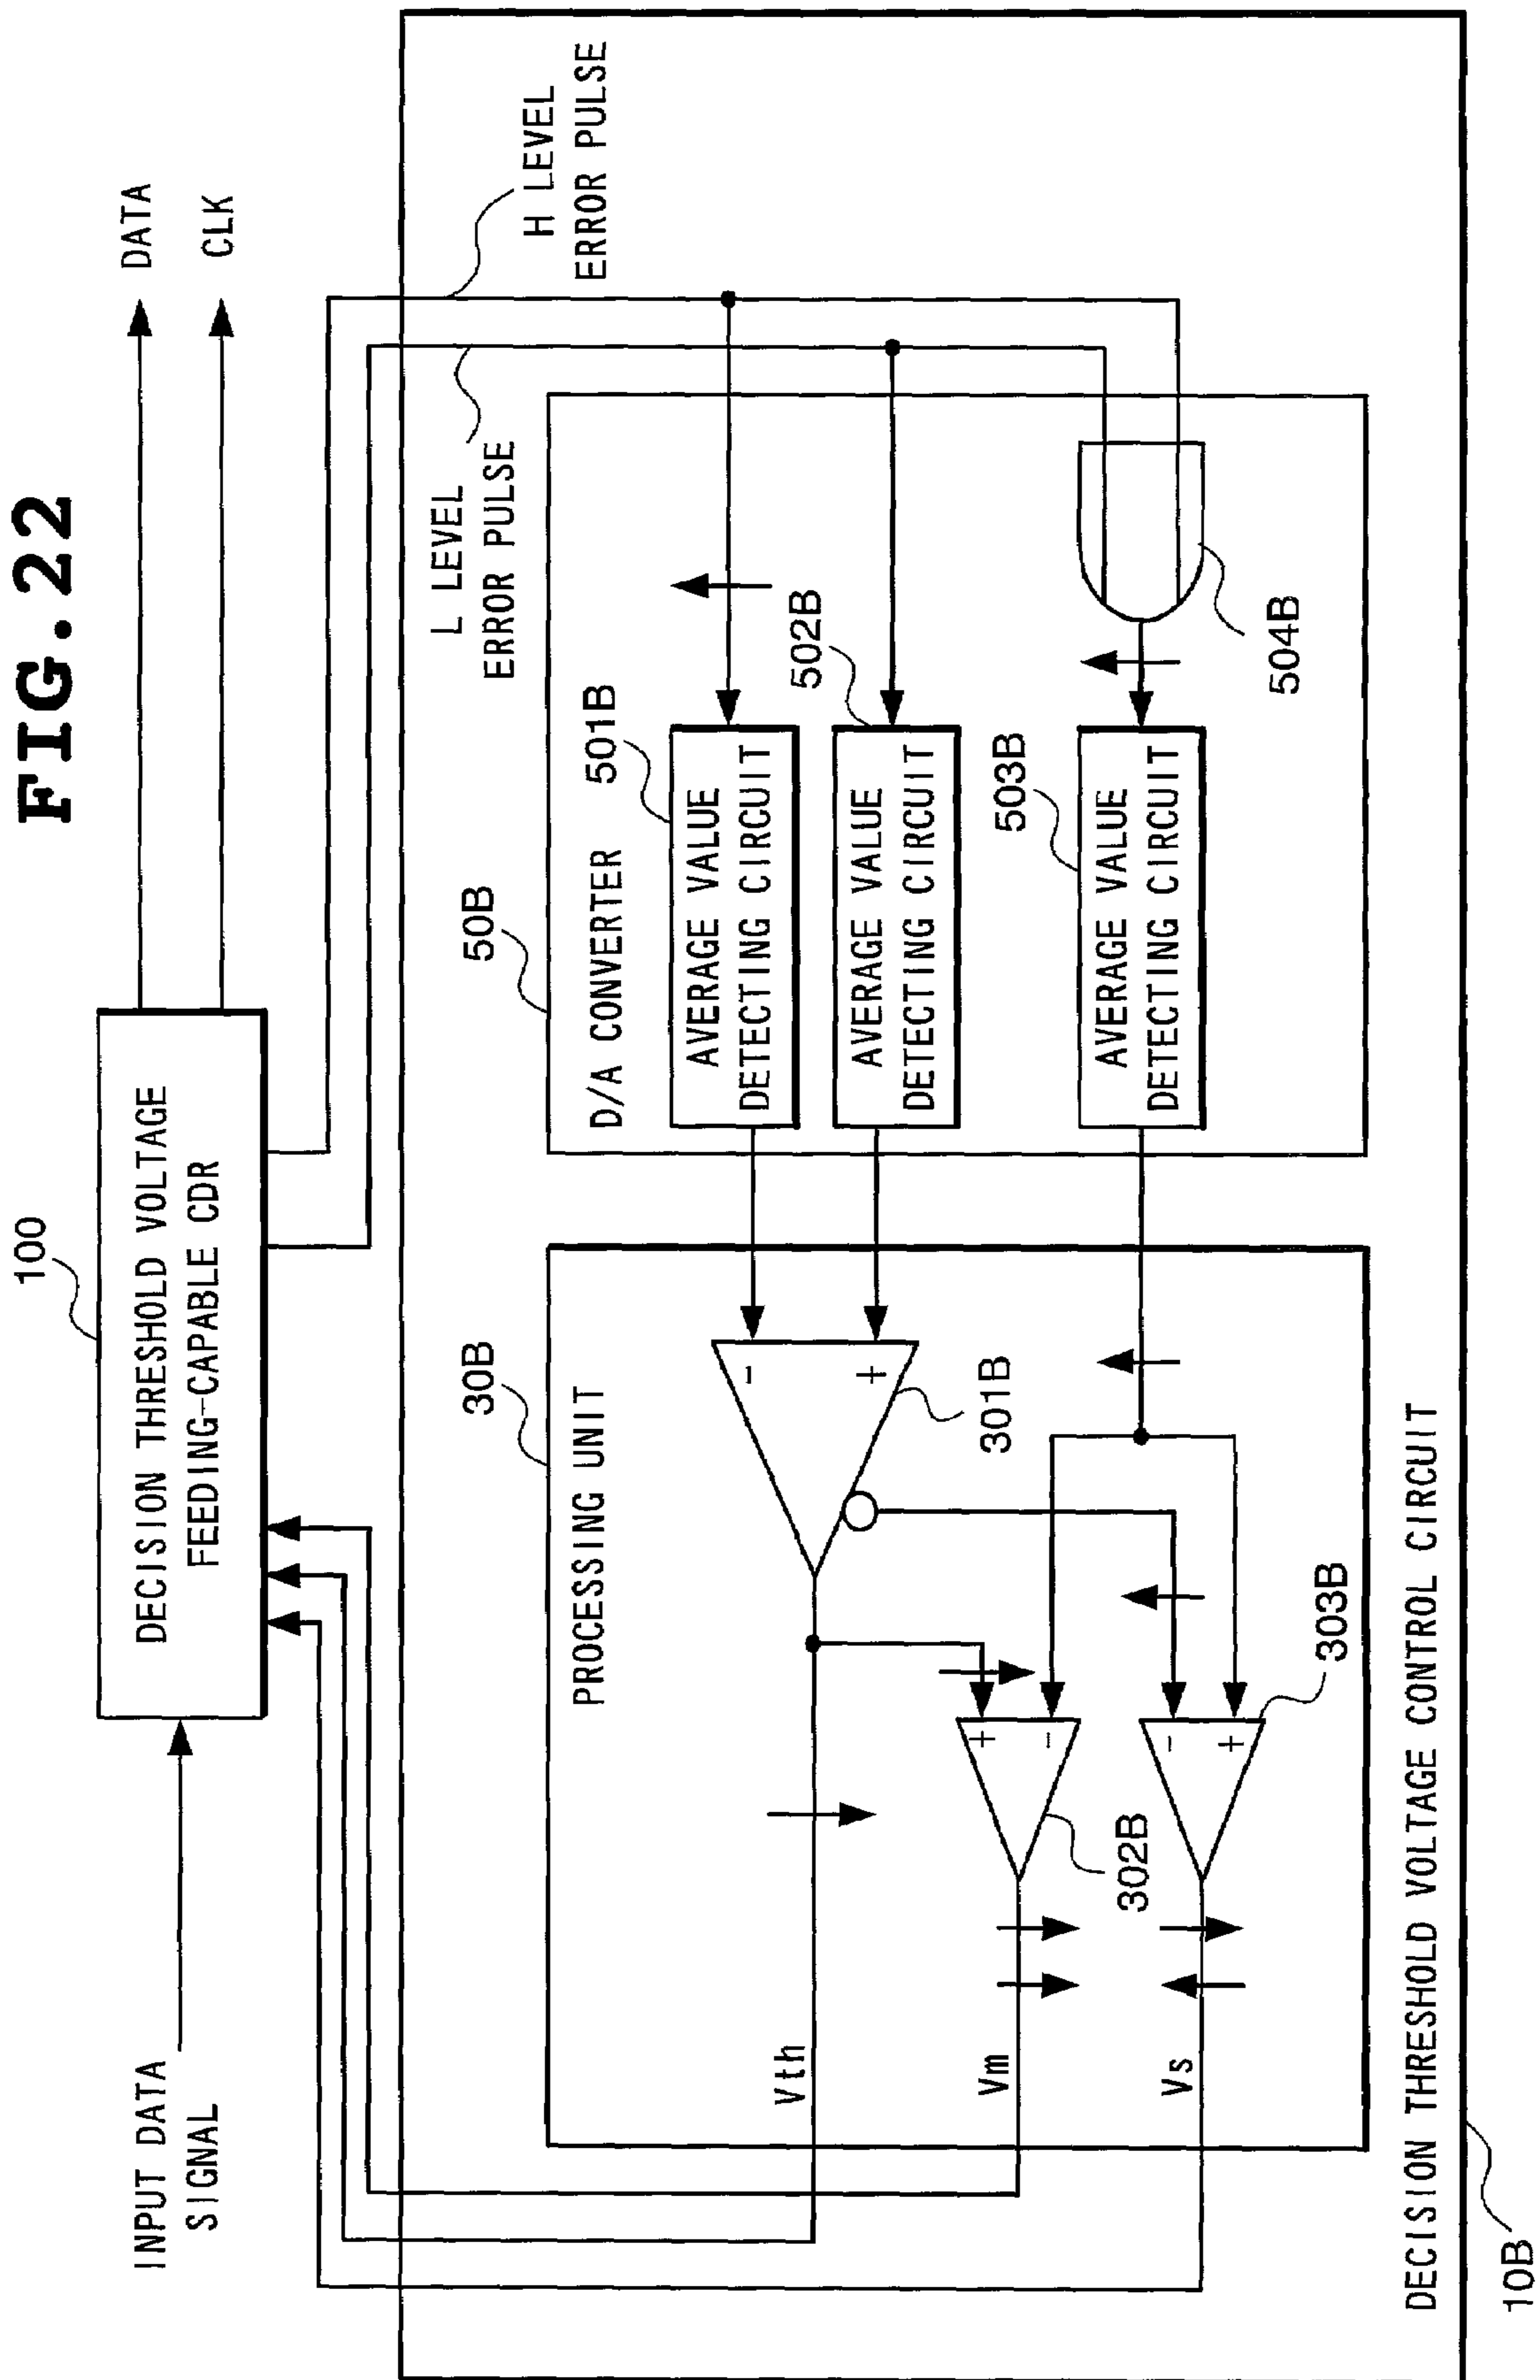 FIG.22
100
DECISION THRESHOLD VOLTAGE
FEEDING-CAPABLE CDR
INPUT DATA
SIGNAL
DATA
CLK
L LEVEL
ERROR PULSE
H LEVEL
ERROR PULSE
30B
PROCESSING UNIT
Vth
Vm
Vs
-
+
301B
+
-
302B
-
+
303B
50B
D/A CONVERTER
AVERAGE VALUE
DETECTING CIRCUIT
501B
AVERAGE VALUE
DETECTING CIRCUIT
502B
AVERAGE VALUE
DETECTING CIRCUIT
503B
504B
DECISION THRESHOLD VOLTAGE CONTROL CIRCUIT
10B